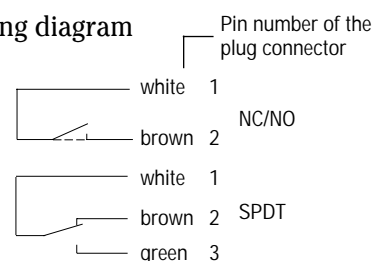 ng diagram
Pin number of the
plug connector
white 1
NC/NO
brown 2
white 1
brown 2 SPDT
green 3